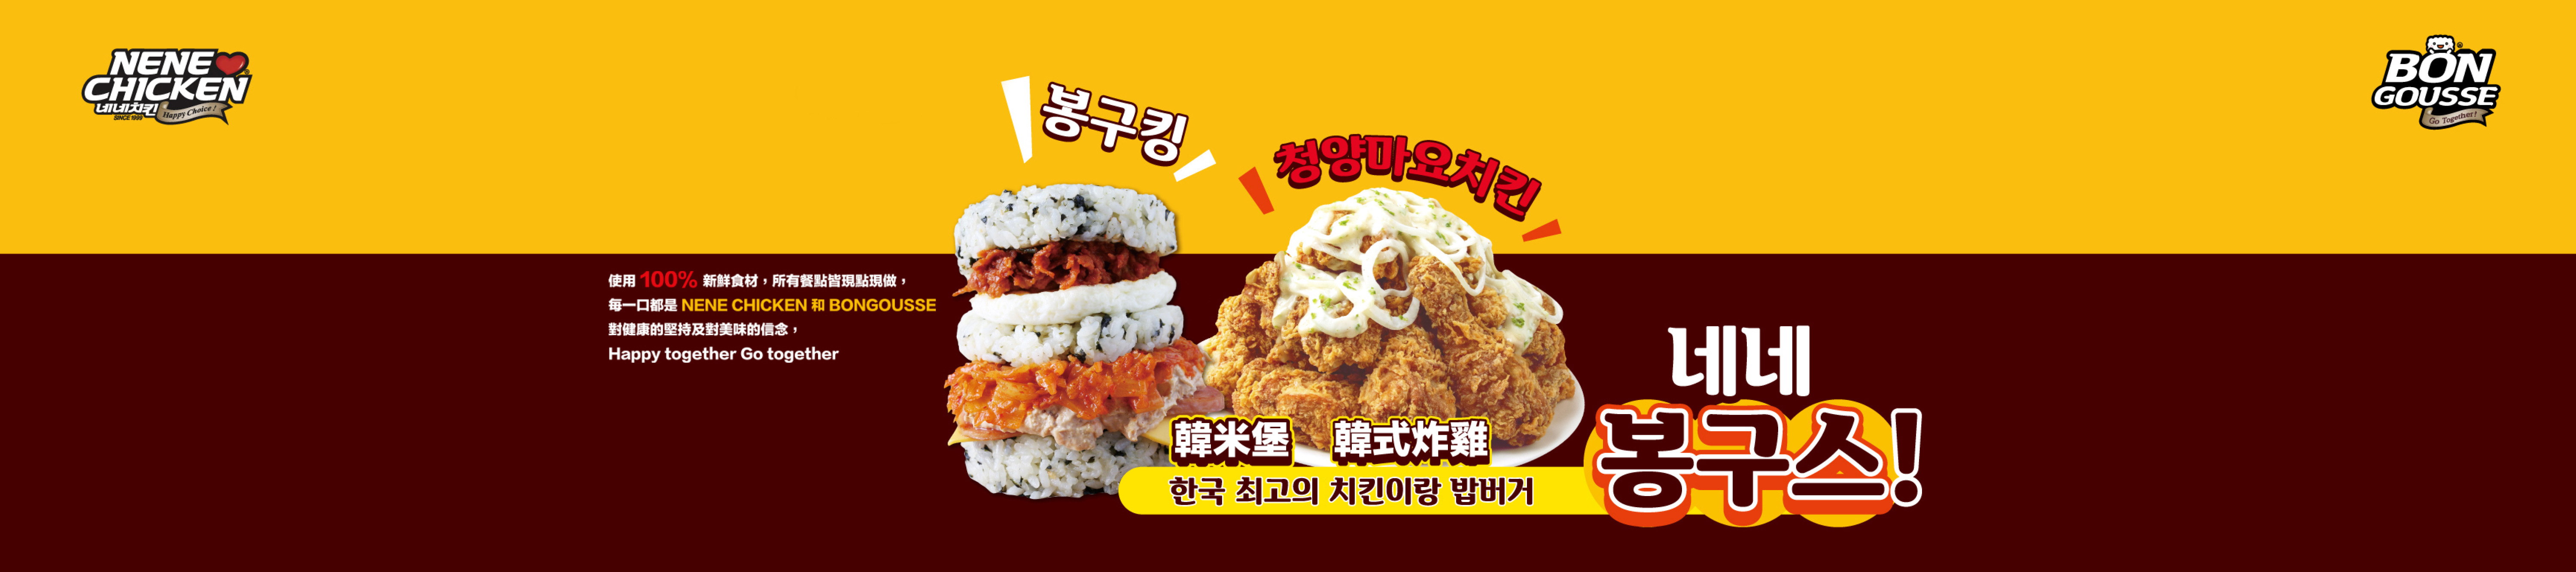 NENE
CHICKEN
네네치킨
SINCE 1999
Happy Choice!
BON
GOUSSE
Go Together!
봉구킹
청양마요치킨
使用 100% 新鮮食材，所有餐點皆現點現做，
每一口都是 NENE CHICKEN 和 BONGOUSSE
對健康的堅持及對美味的信念，
Happy together Go together
韓米堡 韓式炸雞
한국 최고의 치킨이랑 밥버거
네네
봉구스!